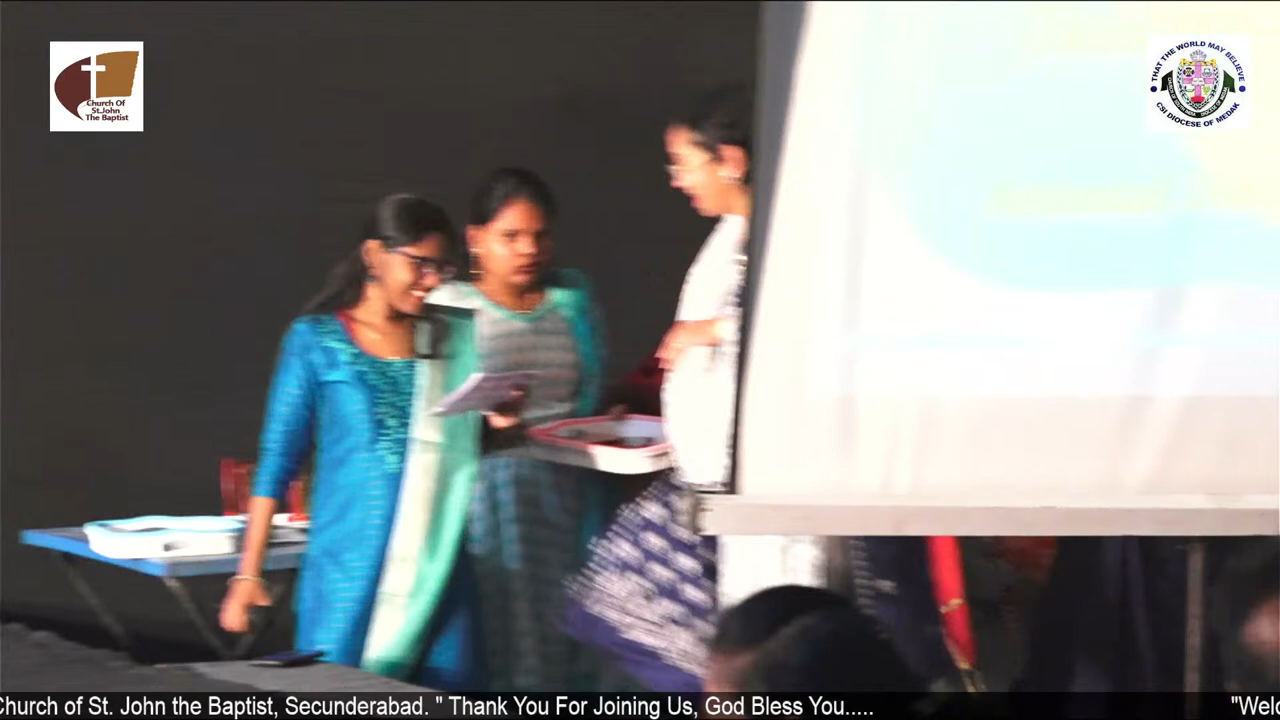 Church Of
St.John
The Baptist
THAT THE WORLD MAY BELIEVE
CSI DIOCESE OF MEDAK
Church of St. John the Baptist, Secunderabad. " Thank You For Joining Us, God Bless You..... "Welc